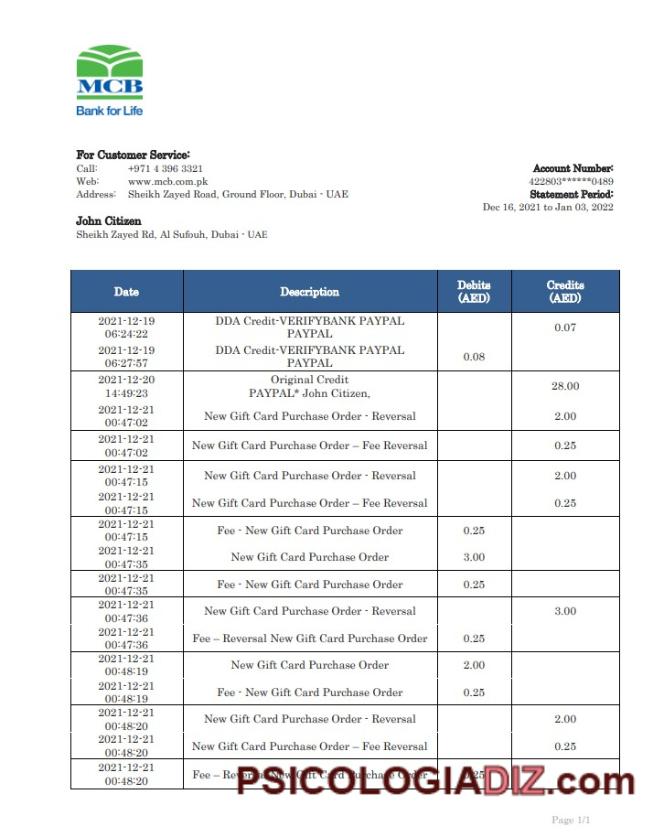 MCB
Bank for Life
For Customer Service:
Call: +971 4 396 3321
Web: www.mcb.com.pk
Address: Sheikh Zayed Road, Ground Floor, Dubai - UAE
Account Number:
422803******0489
Statement Period:
Dec 16, 2021 to Jan 03, 2022
John Citizen
Sheikh Zayed Rd, Al Sufouh, Dubai - UAE
Date Description Debits (AED) Credits (AED)
2021-12-19 06:24:22 DDA Credit-VERIFYBANK PAYPAL PAYPAL 0.07
2021-12-19 06:27:57 DDA Credit-VERIFYBANK PAYPAL PAYPAL 0.08
2021-12-20 14:49:23 Original Credit PAYPAL* John Citizen, 28.00
2021-12-21 00:47:02 New Gift Card Purchase Order - Reversal 2.00
2021-12-21 00:47:02 New Gift Card Purchase Order – Fee Reversal 0.25
2021-12-21 00:47:15 New Gift Card Purchase Order - Reversal 2.00
2021-12-21 00:47:15 New Gift Card Purchase Order – Fee Reversal 0.25
2021-12-21 00:47:15 Fee - New Gift Card Purchase Order 0.25
2021-12-21 00:47:35 New Gift Card Purchase Order 3.00
2021-12-21 00:47:35 Fee - New Gift Card Purchase Order 0.25
2021-12-21 00:47:36 New Gift Card Purchase Order - Reversal 3.00
2021-12-21 00:47:36 Fee – Reversal New Gift Card Purchase Order 0.25
2021-12-21 00:48:19 New Gift Card Purchase Order 2.00
2021-12-21 00:48:19 Fee - New Gift Card Purchase Order 0.25
2021-12-21 00:48:20 New Gift Card Purchase Order - Reversal 2.00
2021-12-21 00:48:20 New Gift Card Purchase Order – Fee Reversal 0.25
2021-12-21 00:48:20 Fee – Reversal New Gift Card Purchase Order 0.25
PSICOLOGIADIZ.com
Page 1/1